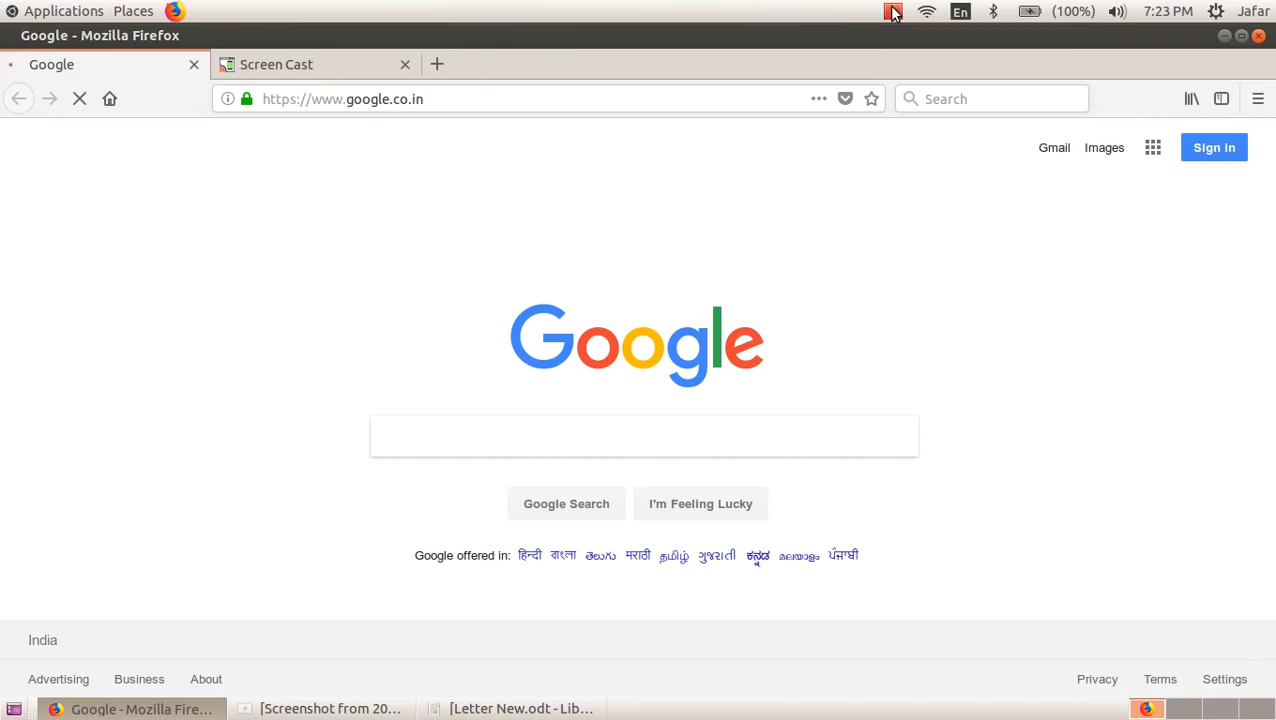 Applications Places En (100%) 7:23 PM Jafar
Google - Mozilla Firefox
Google Screen Cast
https://www.google.co.in Search
Gmail Images Sign in
Google
Google Search I'm Feeling Lucky
Google offered in: हिन्दी বাংলা తెలుగు मराठी தமிழ் ગુજરાતી ಕನ್ನಡ മലയാളം ਪੰਜਾਬੀ
India
Advertising Business About Privacy Terms Settings
Google - Mozilla Fire... [Screenshot from 20... [Letter New.odt - Lib...